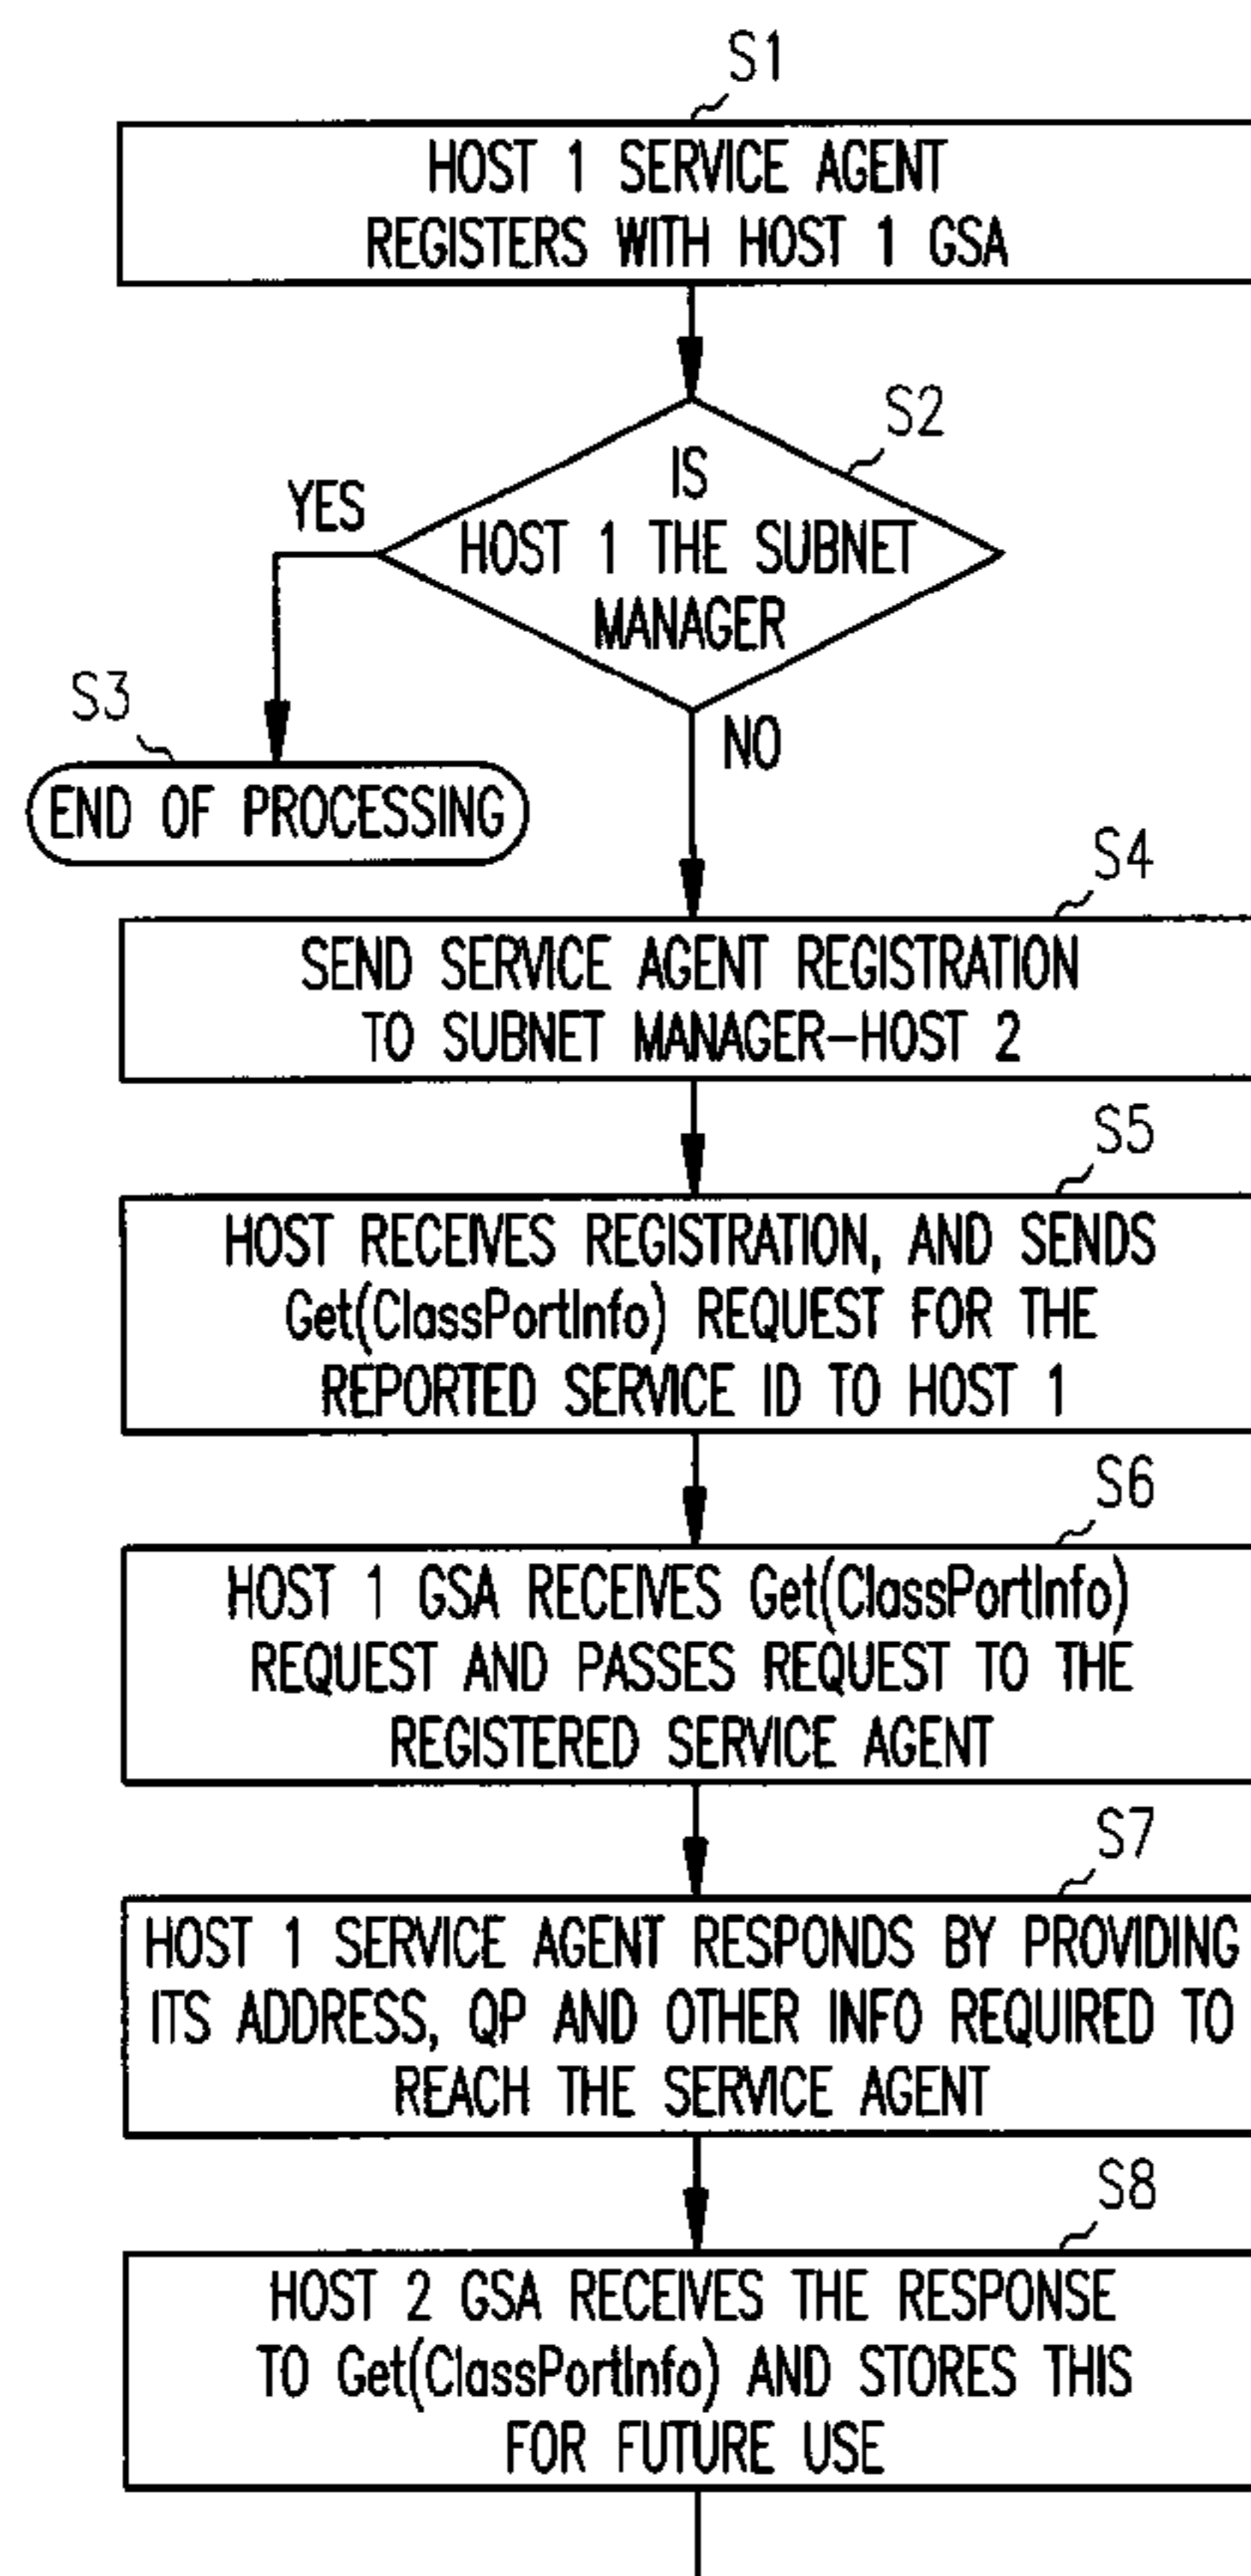 S1
HOST 1 SERVICE AGENT
REGISTERS WITH HOST 1 GSA
S2
IS
HOST 1 THE SUBNET
MANAGER
YES
NO
S3
END OF PROCESSING
S4
SEND SERVICE AGENT REGISTRATION
TO SUBNET MANAGER-HOST 2
S5
HOST RECEIVES REGISTRATION, AND SENDS
Get(ClassPortInfo) REQUEST FOR THE
REPORTED SERVICE ID TO HOST 1
S6
HOST 1 GSA RECEIVES Get(ClassPortInfo)
REQUEST AND PASSES REQUEST TO THE
REGISTERED SERVICE AGENT
S7
HOST 1 SERVICE AGENT RESPONDS BY PROVIDING
ITS ADDRESS, QP AND OTHER INFO REQUIRED TO
REACH THE SERVICE AGENT
S8
HOST 2 GSA RECEIVES THE RESPONSE
TO Get(ClassPortInfo) AND STORES THIS
FOR FUTURE USE